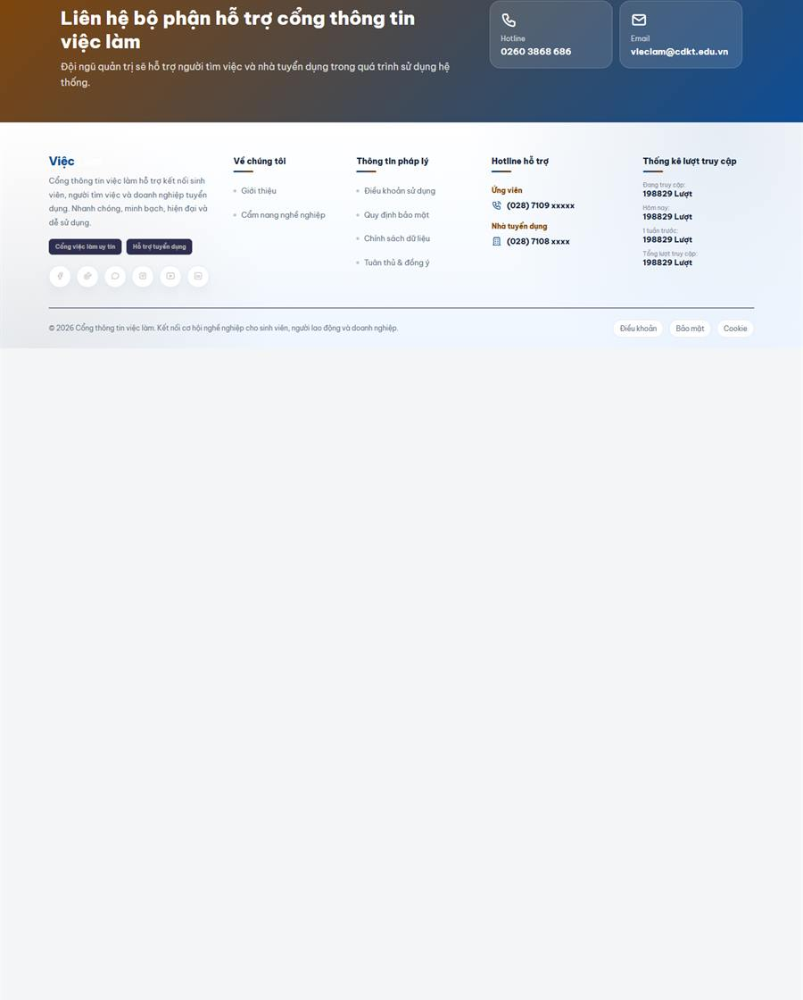 Liên hệ bộ phận hỗ trợ cổng thông tin
việc làm
Đội ngũ quản trị sẽ hỗ trợ người tìm việc và nhà tuyển dụng trong quá trình sử dụng hệ
thống.
Hotline
0260 3868 686
Email
vieclam@cdkt.edu.vn
Việc
Cổng thông tin việc làm hỗ trợ kết nối sinh
viên, người tìm việc và doanh nghiệp tuyển
dụng. Nhanh chóng, minh bạch, hiện đại và
dễ sử dụng.
Cổng việc làm uy tín
Hỗ trợ tuyển dụng
Về chúng tôi
Giới thiệu
Cẩm nang nghề nghiệp
Thông tin pháp lý
Điều khoản sử dụng
Quy định bảo mật
Chính sách dữ liệu
Tuân thủ & đồng ý
Hotline hỗ trợ
Ứng viên
(028) 7109 xxxxx
Nhà tuyển dụng
(028) 7108 xxxx
Thống kê lượt truy cập
Đang truy cập:
198829 Lượt
Hôm nay:
198829 Lượt
1 tuần trước:
198829 Lượt
Tổng lượt truy cập:
198829 Lượt
© 2026 Cổng thông tin việc làm. Kết nối cơ hội nghề nghiệp cho sinh viên, người lao động và doanh nghiệp.
Điều khoản
Bảo mật
Cookie